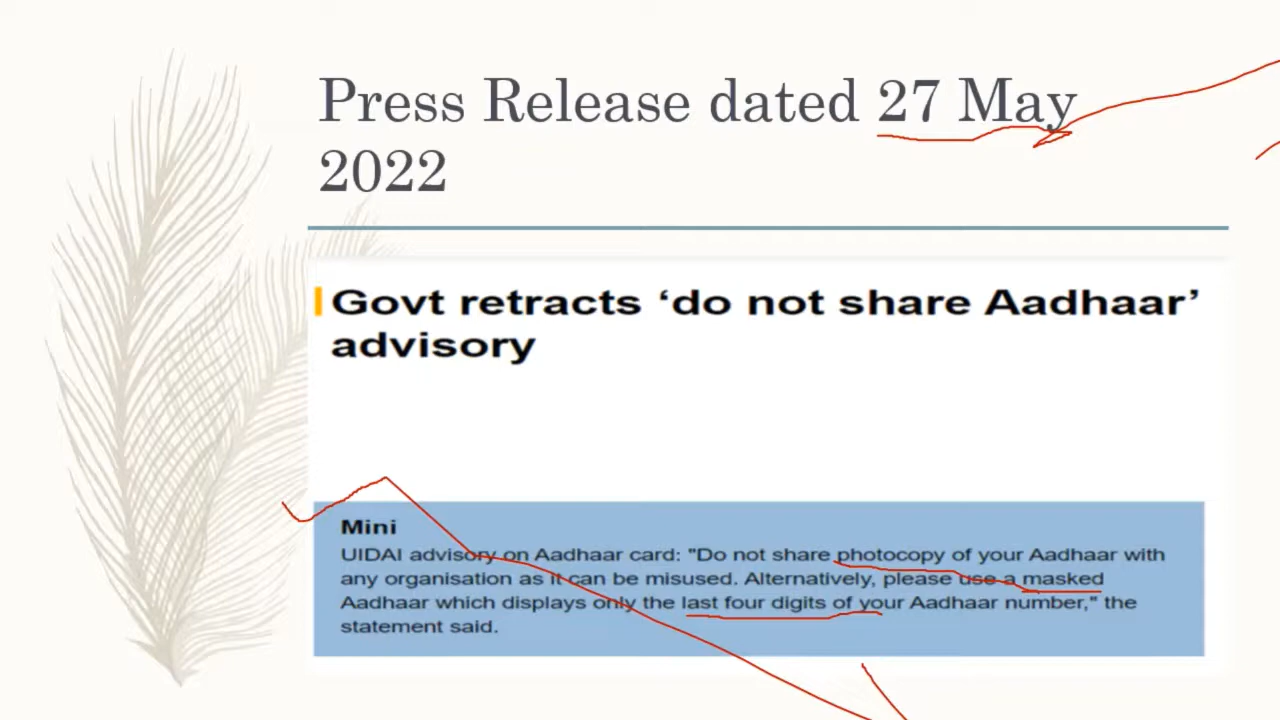 Press Release dated 27 May
2022
Govt retracts ‘do not share Aadhaar’
advisory
Mini
UIDAI advisory on Aadhaar card: "Do not share photocopy of your Aadhaar with
any organisation as it can be misused. Alternatively, please use a masked
Aadhaar which displays only the last four digits of your Aadhaar number," the
statement said.